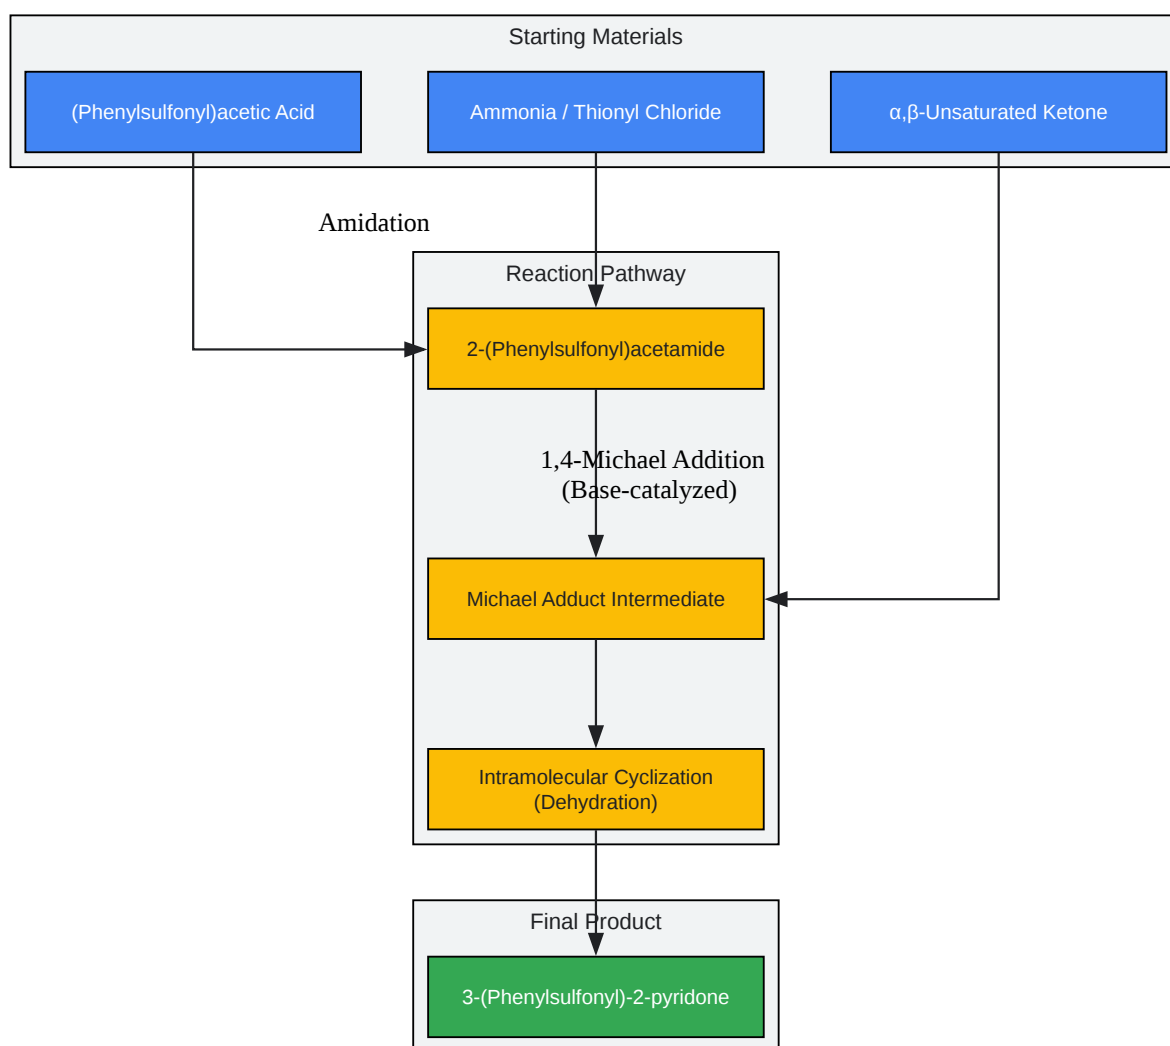 Starting Materials
(Phenylsulfonyl)acetic Acid
Ammonia / Thionyl Chloride
α,β-Unsaturated Ketone
Amidation
Reaction Pathway
2-(Phenylsulfonyl)acetamide
1,4-Michael Addition
(Base-catalyzed)
Michael Adduct Intermediate
Intramolecular Cyclization
(Dehydration)
Final Product
3-(Phenylsulfonyl)-2-pyridone